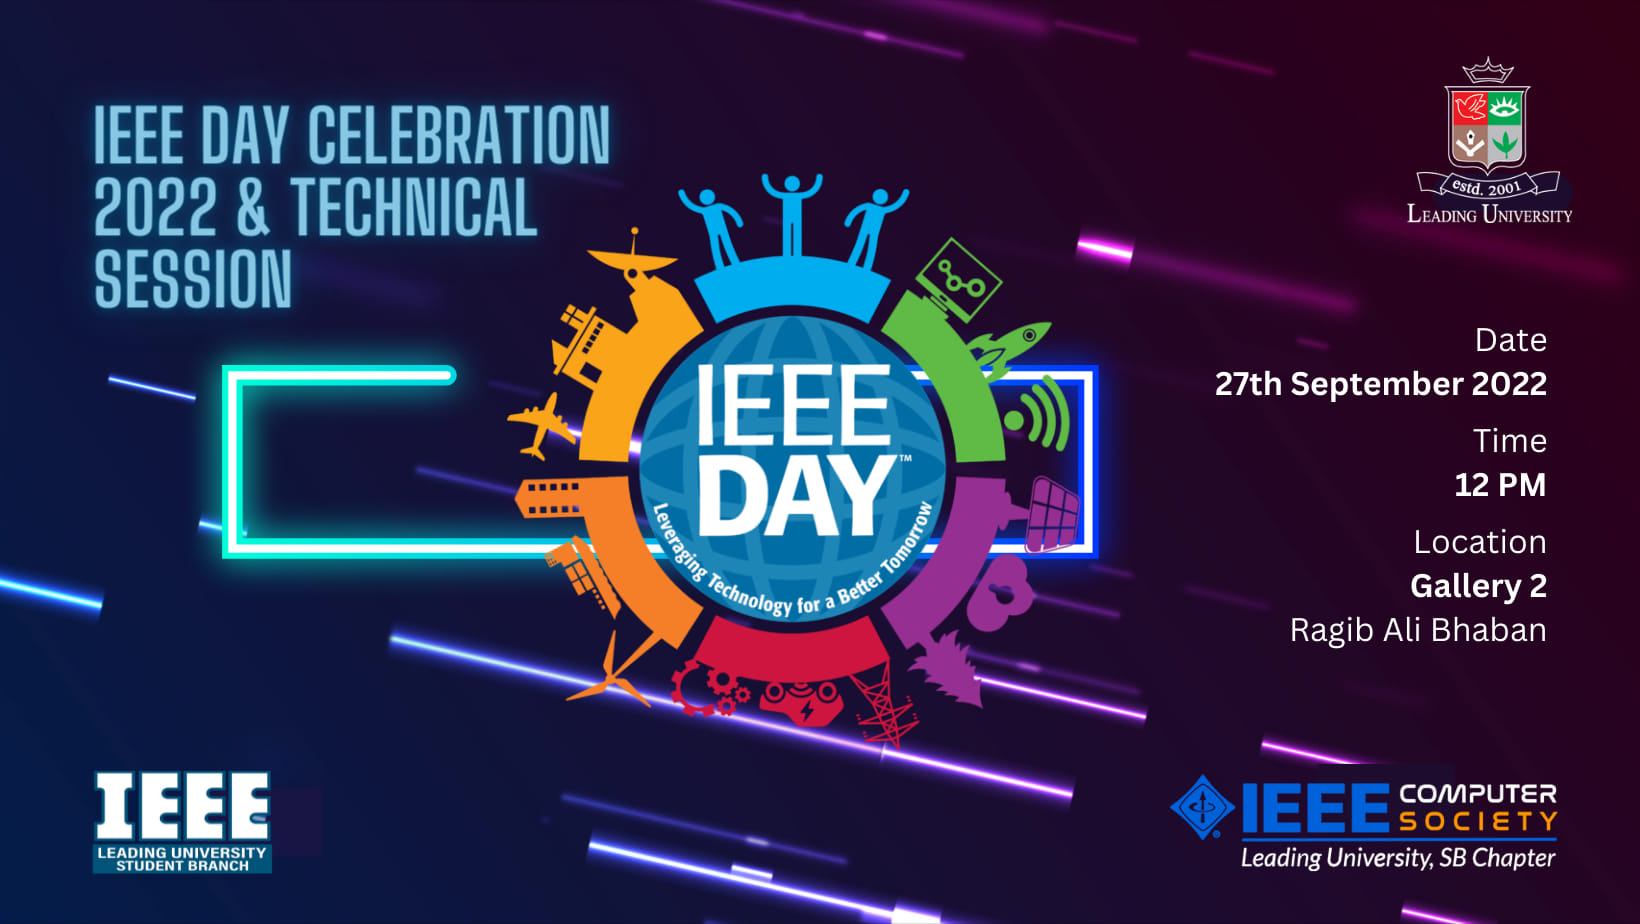 IEEE DAY CELEBRATION
2022 & TECHNICAL
SESSION
estd. 2001
LEADING UNIVERSITY
IEEE
DAY™
Leveraging Technology for a Better Tomorrow
Date
27th September 2022
Time
12 PM
Location
Gallery 2
Ragib Ali Bhaban
IEEE
LEADING UNIVERSITY
STUDENT BRANCH
IEEE COMPUTER
SOCIETY
®
Leading University, SB Chapter